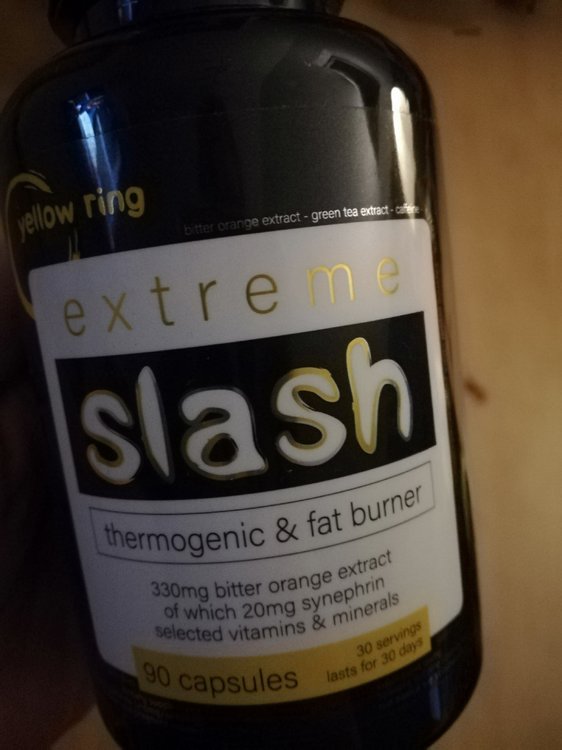 yellow ring
bitter orange extract - green tea extract - caffeine
extreme
slash
thermogenic & fat burner
330mg bitter orange extract
of which 20mg synephrin
selected vitamins & minerals
90 capsules
30 servings
lasts for 30 days